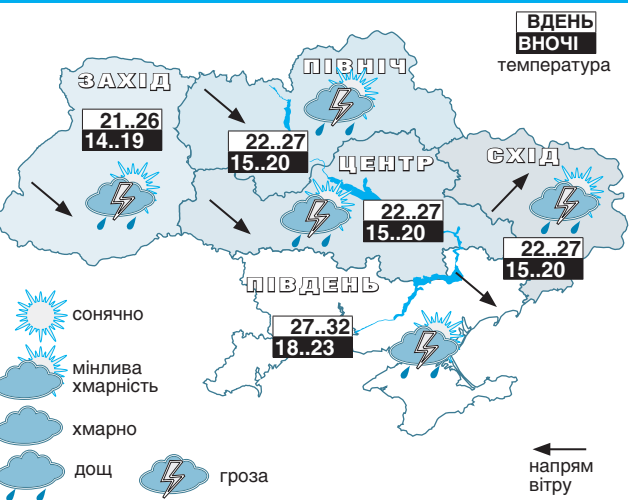 ВДЕНЬ
ВНОЧІ
температура
ЗАХІД
21..26
14..19
ПІВНІЧ
22..27
15..20
ЦЕНТР
22..27
15..20
СХІД
22..27
15..20
ПІВДЕНЬ
27..32
18..23
сонячно
мінлива
хмарність
хмарно
дощ
гроза
напрям
вітру